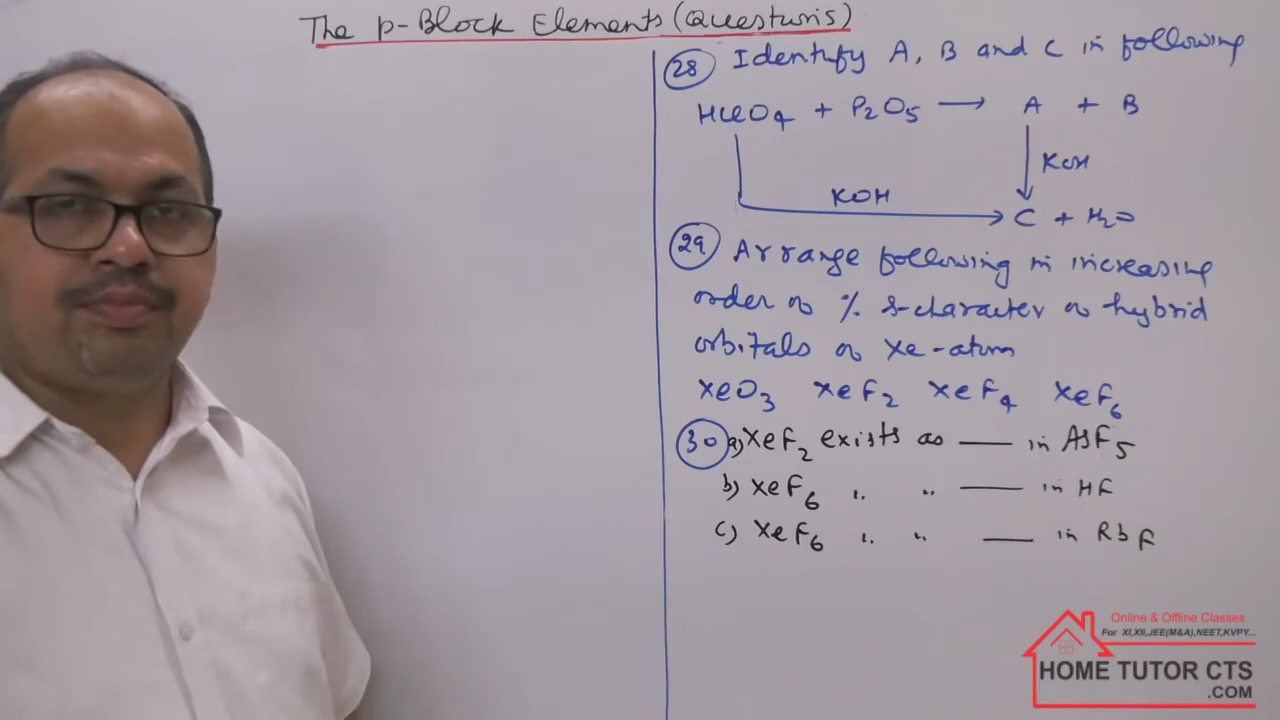 The p-Block Elements (Questions)
28 Identify A, B and C in following
HClO4 + P2O5 → A + B
KOH
KOH
C + H2O
29 Arrange following in increasing
order of % s-character of hybrid
orbitals of Xe-atom
XeO3 XeF2 XeF4 XeF6
30 a) XeF2 exists as — in AsF5
b) XeF6 " " — in HF
c) XeF6 " " — in RbF
Online & Offline Classes
For XI,XII,JEE(M&A),NEET,KVPY...
HOME TUTOR CTS
.COM